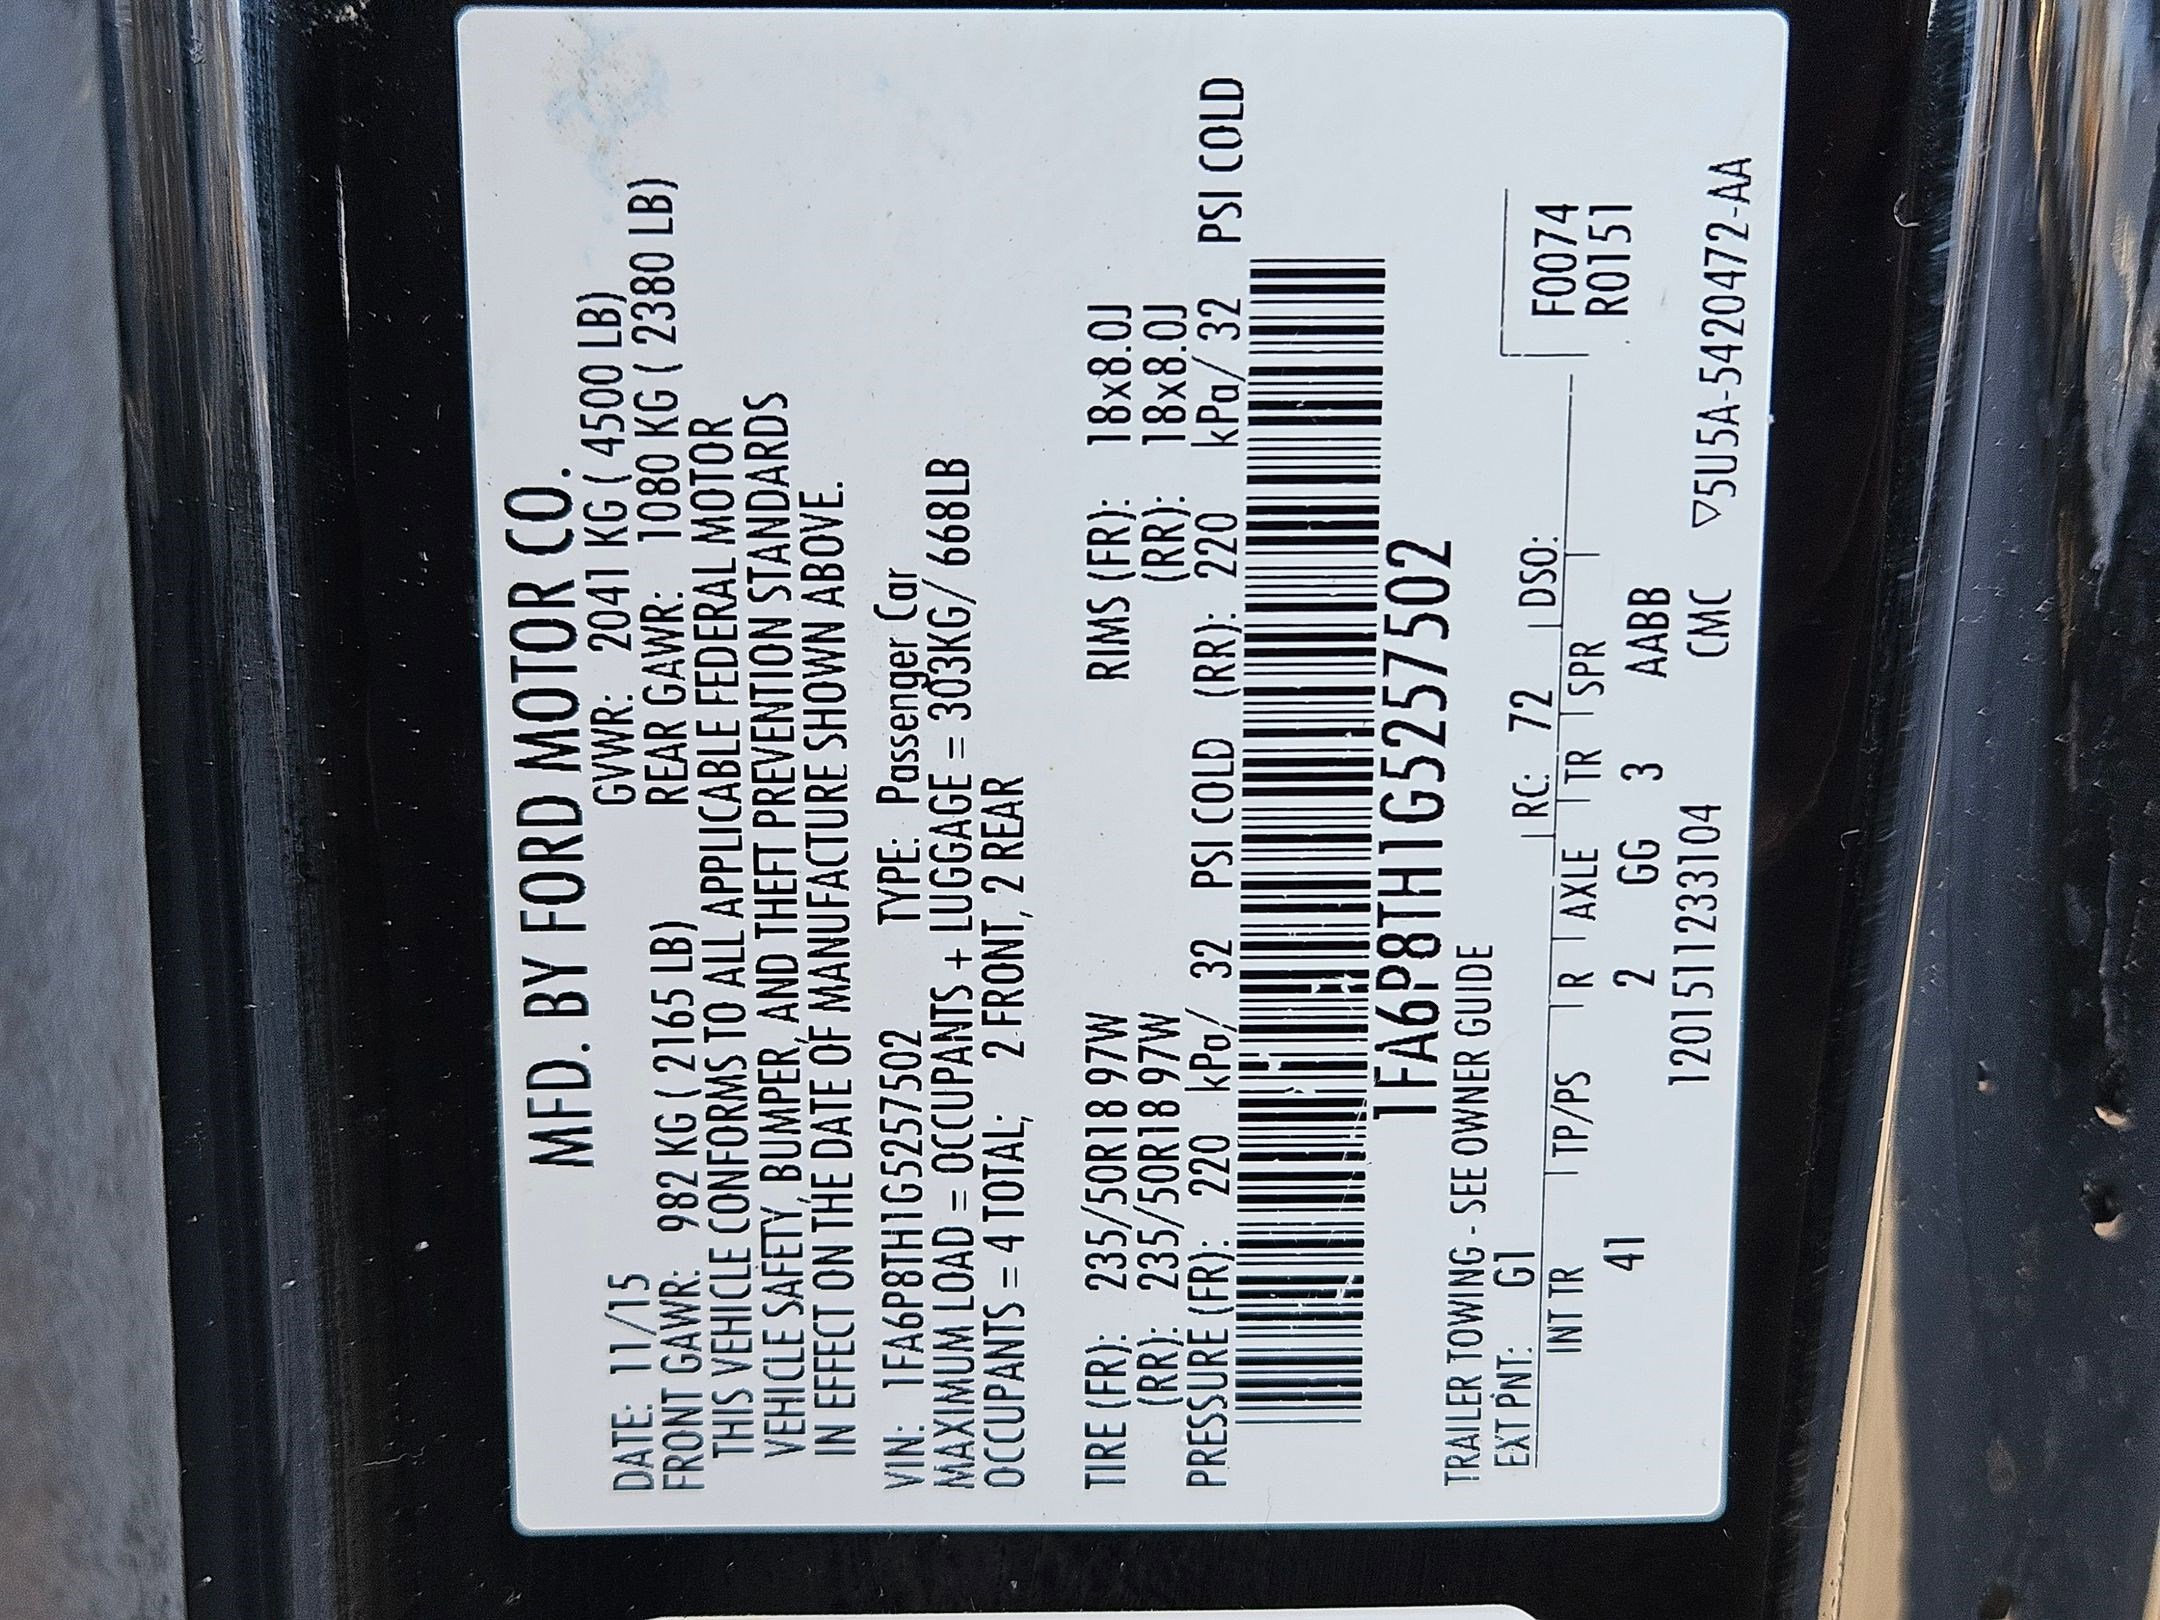 MFD. BY FORD MOTOR CO.
DATE: 11/15 GVWR: 2041 KG ( 4500 LB)
FRONT GAWR: 982 KG ( 2165 LB) REAR GAWR: 1080 KG ( 2380 LB)
THIS VEHICLE CONFORMS TO ALL APPLICABLE FEDERAL MOTOR
VEHICLE SAFETY, BUMPER, AND THEFT PREVENTION STANDARDS
IN EFFECT ON THE DATE OF MANUFACTURE SHOWN ABOVE.
VIN: 1FA6P8TH1G5257502 TYPE: Passenger Car
MAXIMUM LOAD = OCCUPANTS + LUGGAGE = 303KG/ 668LB
OCCUPANTS = 4 TOTAL; 2 FRONT, 2 REAR
TIRE (FR): 235/50R18 97W RIMS (FR): 18x8.0J
(RR): 235/50R18 97W (RR): 18x8.0J
PRESSURE (FR): 220 kPa/ 32 PSI COLD (RR): 220 kPa/ 32 PSI COLD
1FA6P8TH1G5257502
TRAILER TOWING - SEE OWNER GUIDE
EXT PNT: G1 RC: 72 DSO:
INT TR TP/PS R AXLE TR SPR
F0074
R0151
41 2 GG 3 AABB
1201511233104 CMC ▽5U5A-5420472-AA